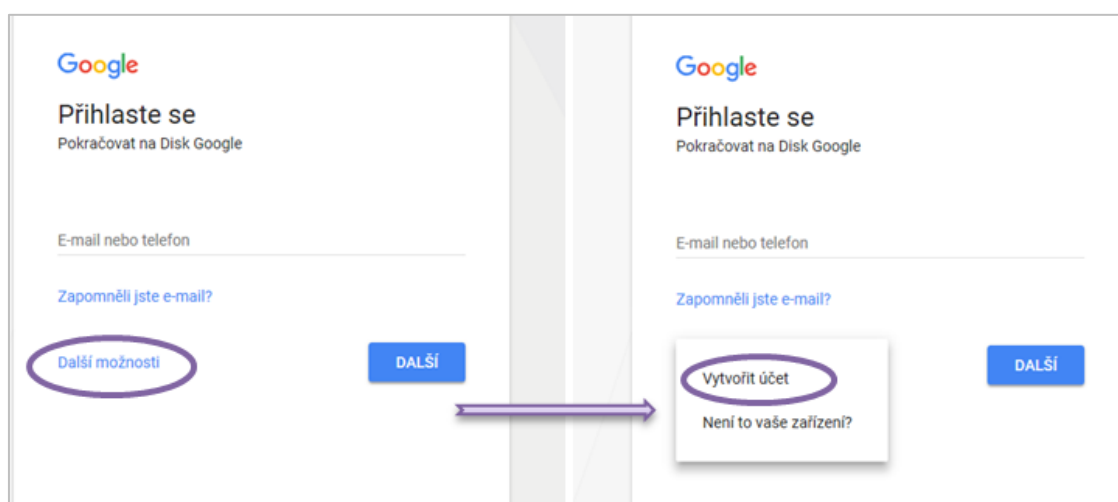 Google
Přihlaste se
Pokračovat na Disk Google
E-mail nebo telefon
Zapomněli jste e-mail?
Další možnosti
DALŠÍ
Google
Přihlaste se
Pokračovat na Disk Google
E-mail nebo telefon
Zapomněli jste e-mail?
Vytvořit účet
DALŠÍ
Není to vaše zařízení?